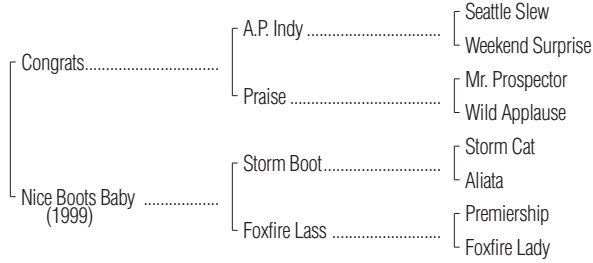 Seattle Slew
A.P. Indy ................................
Weekend Surprise
Congrats................................
Mr. Prospector
Praise ....................................
Wild Applause
Storm Cat
Storm Boot............................
Aliata
Nice Boots Baby ..................
(1999)
Premiership
Foxfire Lass ..........................
Foxfire Lady